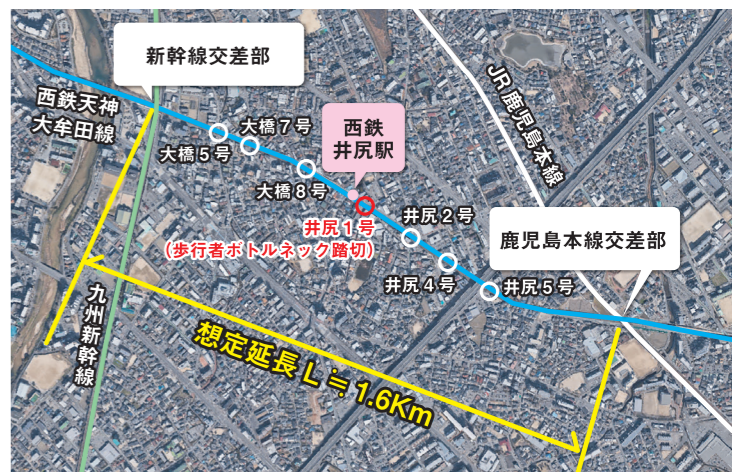 新幹線交差部
西鉄天神
大牟田線
大橋5号
大橋7号
大橋8号
西鉄
井尻駅
井尻1号
(歩行者ボトルネック踏切)
井尻2号
井尻4号
井尻5号
JR鹿児島本線
鹿児島本線交差部
九州新幹線
想定延長L≒1.6Km